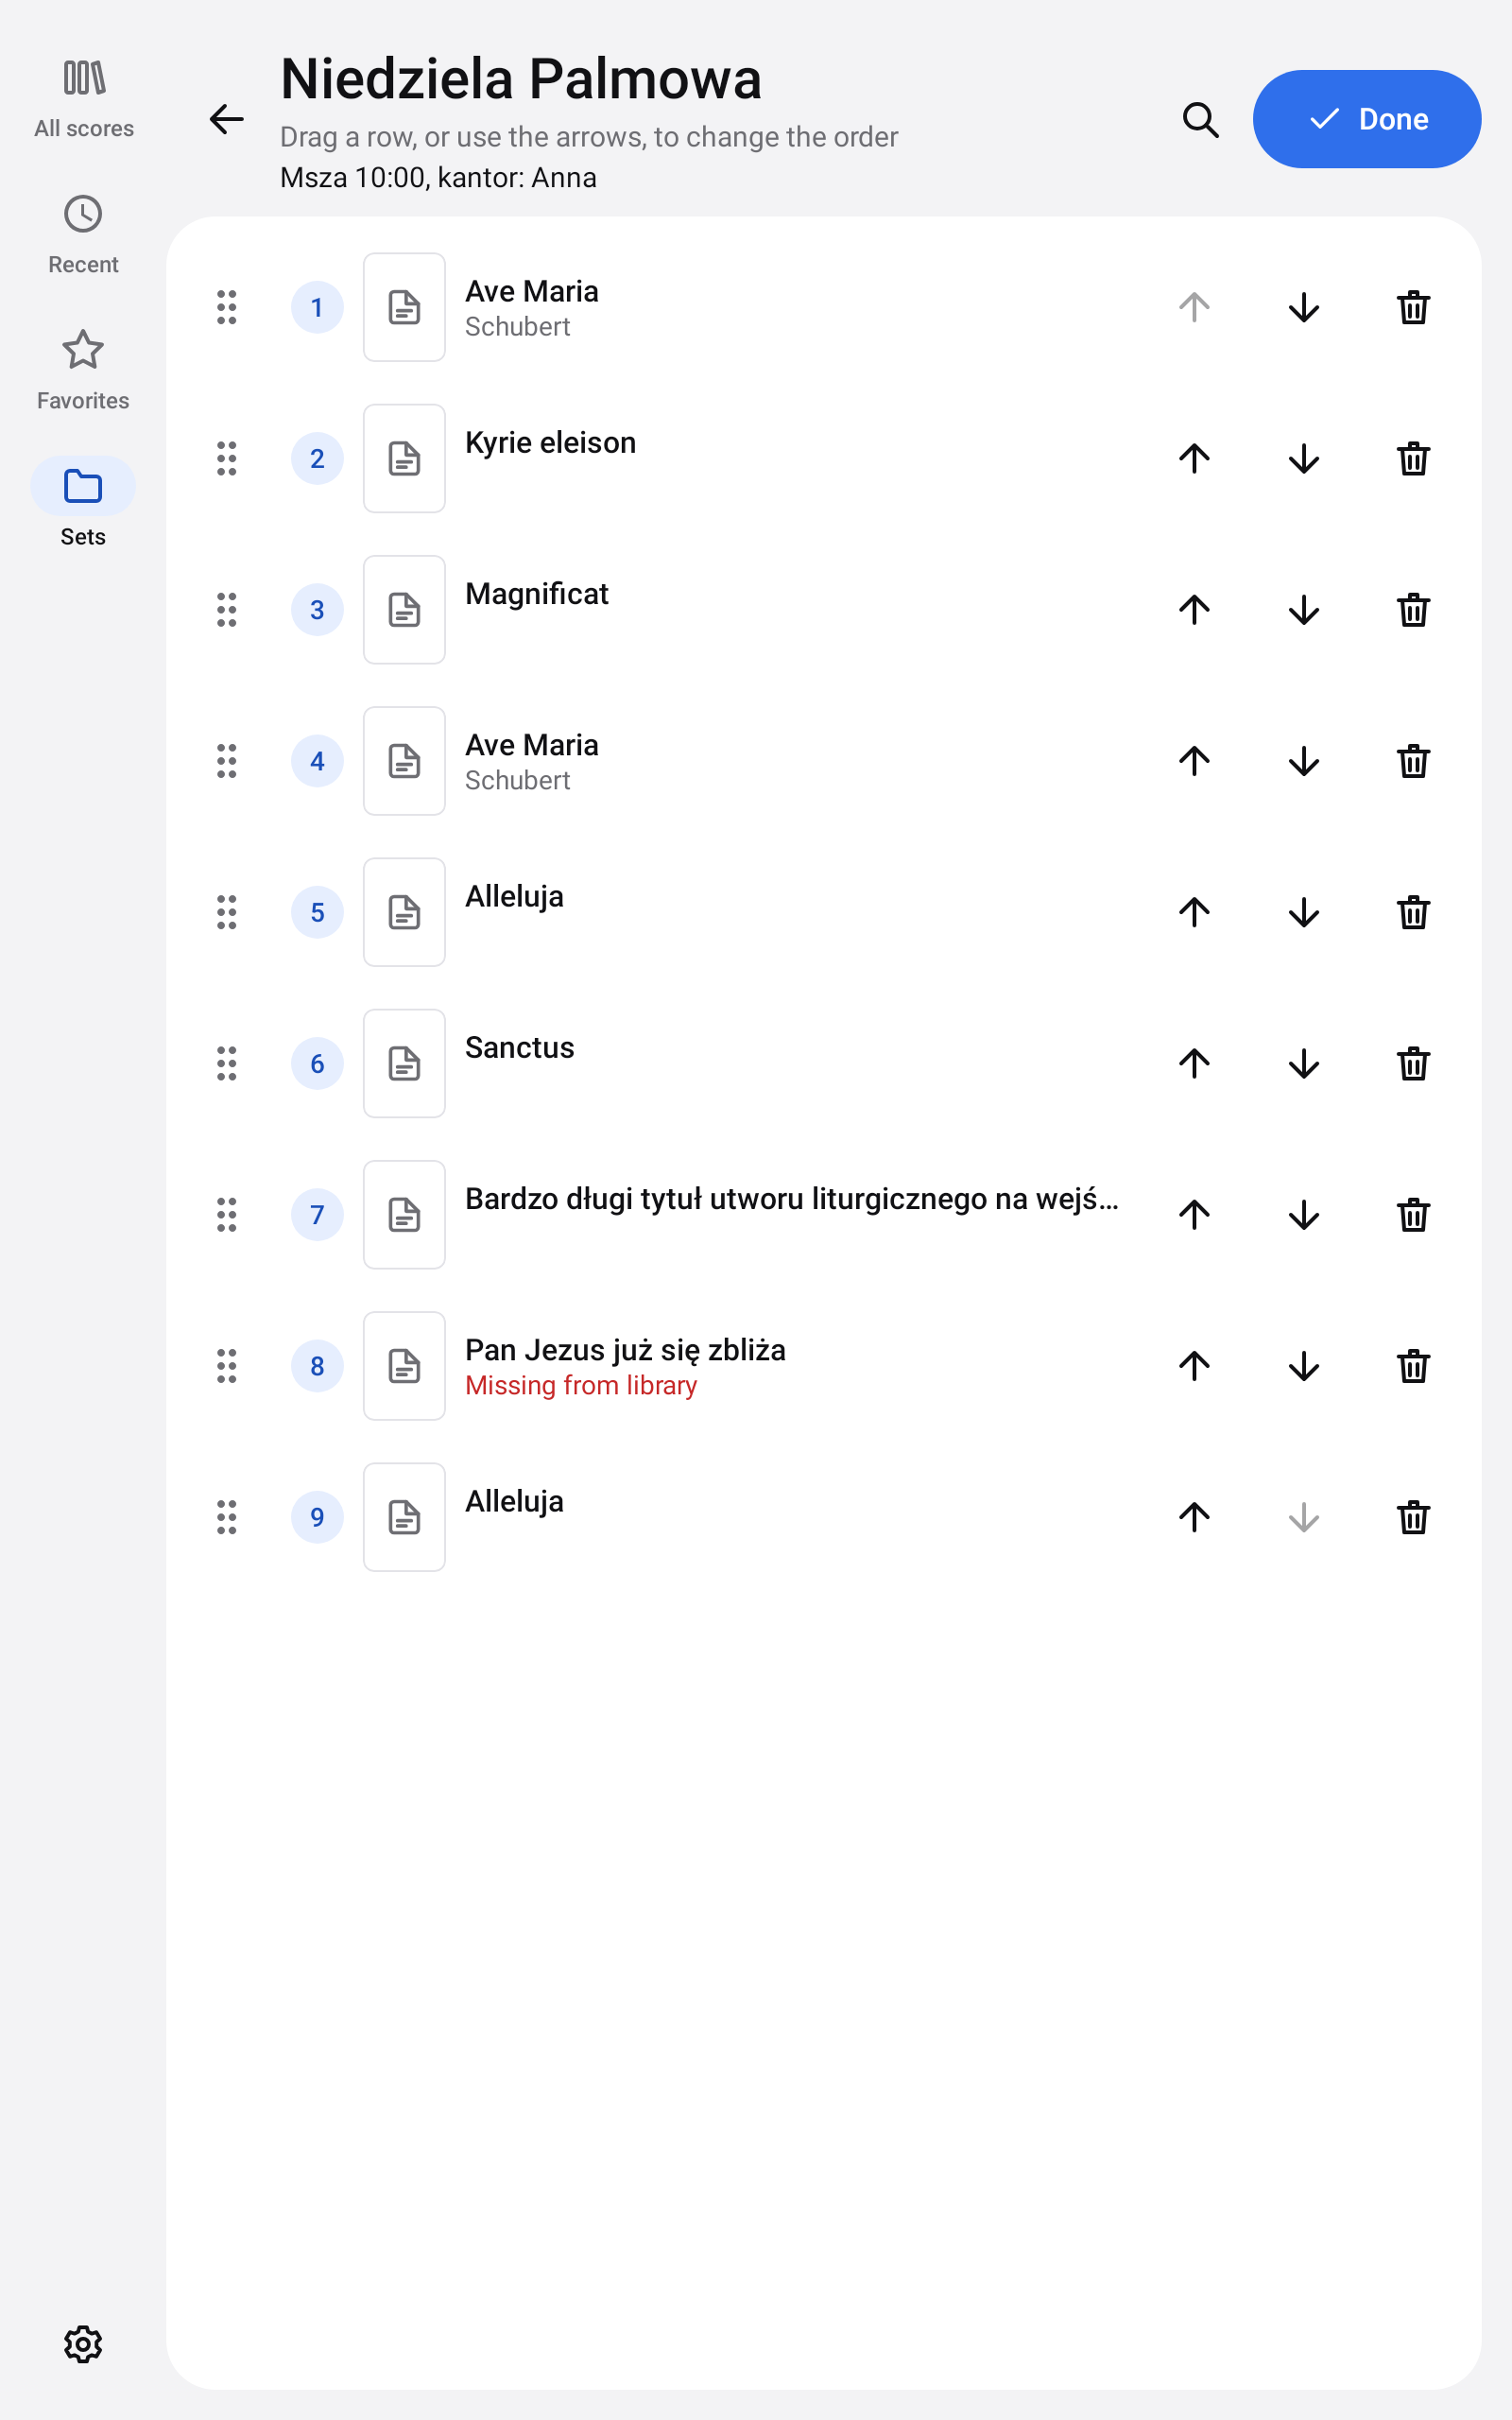 All scores
Recent
Favorites
Sets
Niedziela Palmowa
Drag a row, or use the arrows, to change the order
Msza 10:00, kantor: Anna
Done
1
Ave Maria
Schubert
2
Kyrie eleison
3
Magnificat
4
Ave Maria
Schubert
5
Alleluja
6
Sanctus
7
Bardzo długi tytuł utworu liturgicznego na wejś...
8
Pan Jezus już się zbliża
Missing from library
9
Alleluja